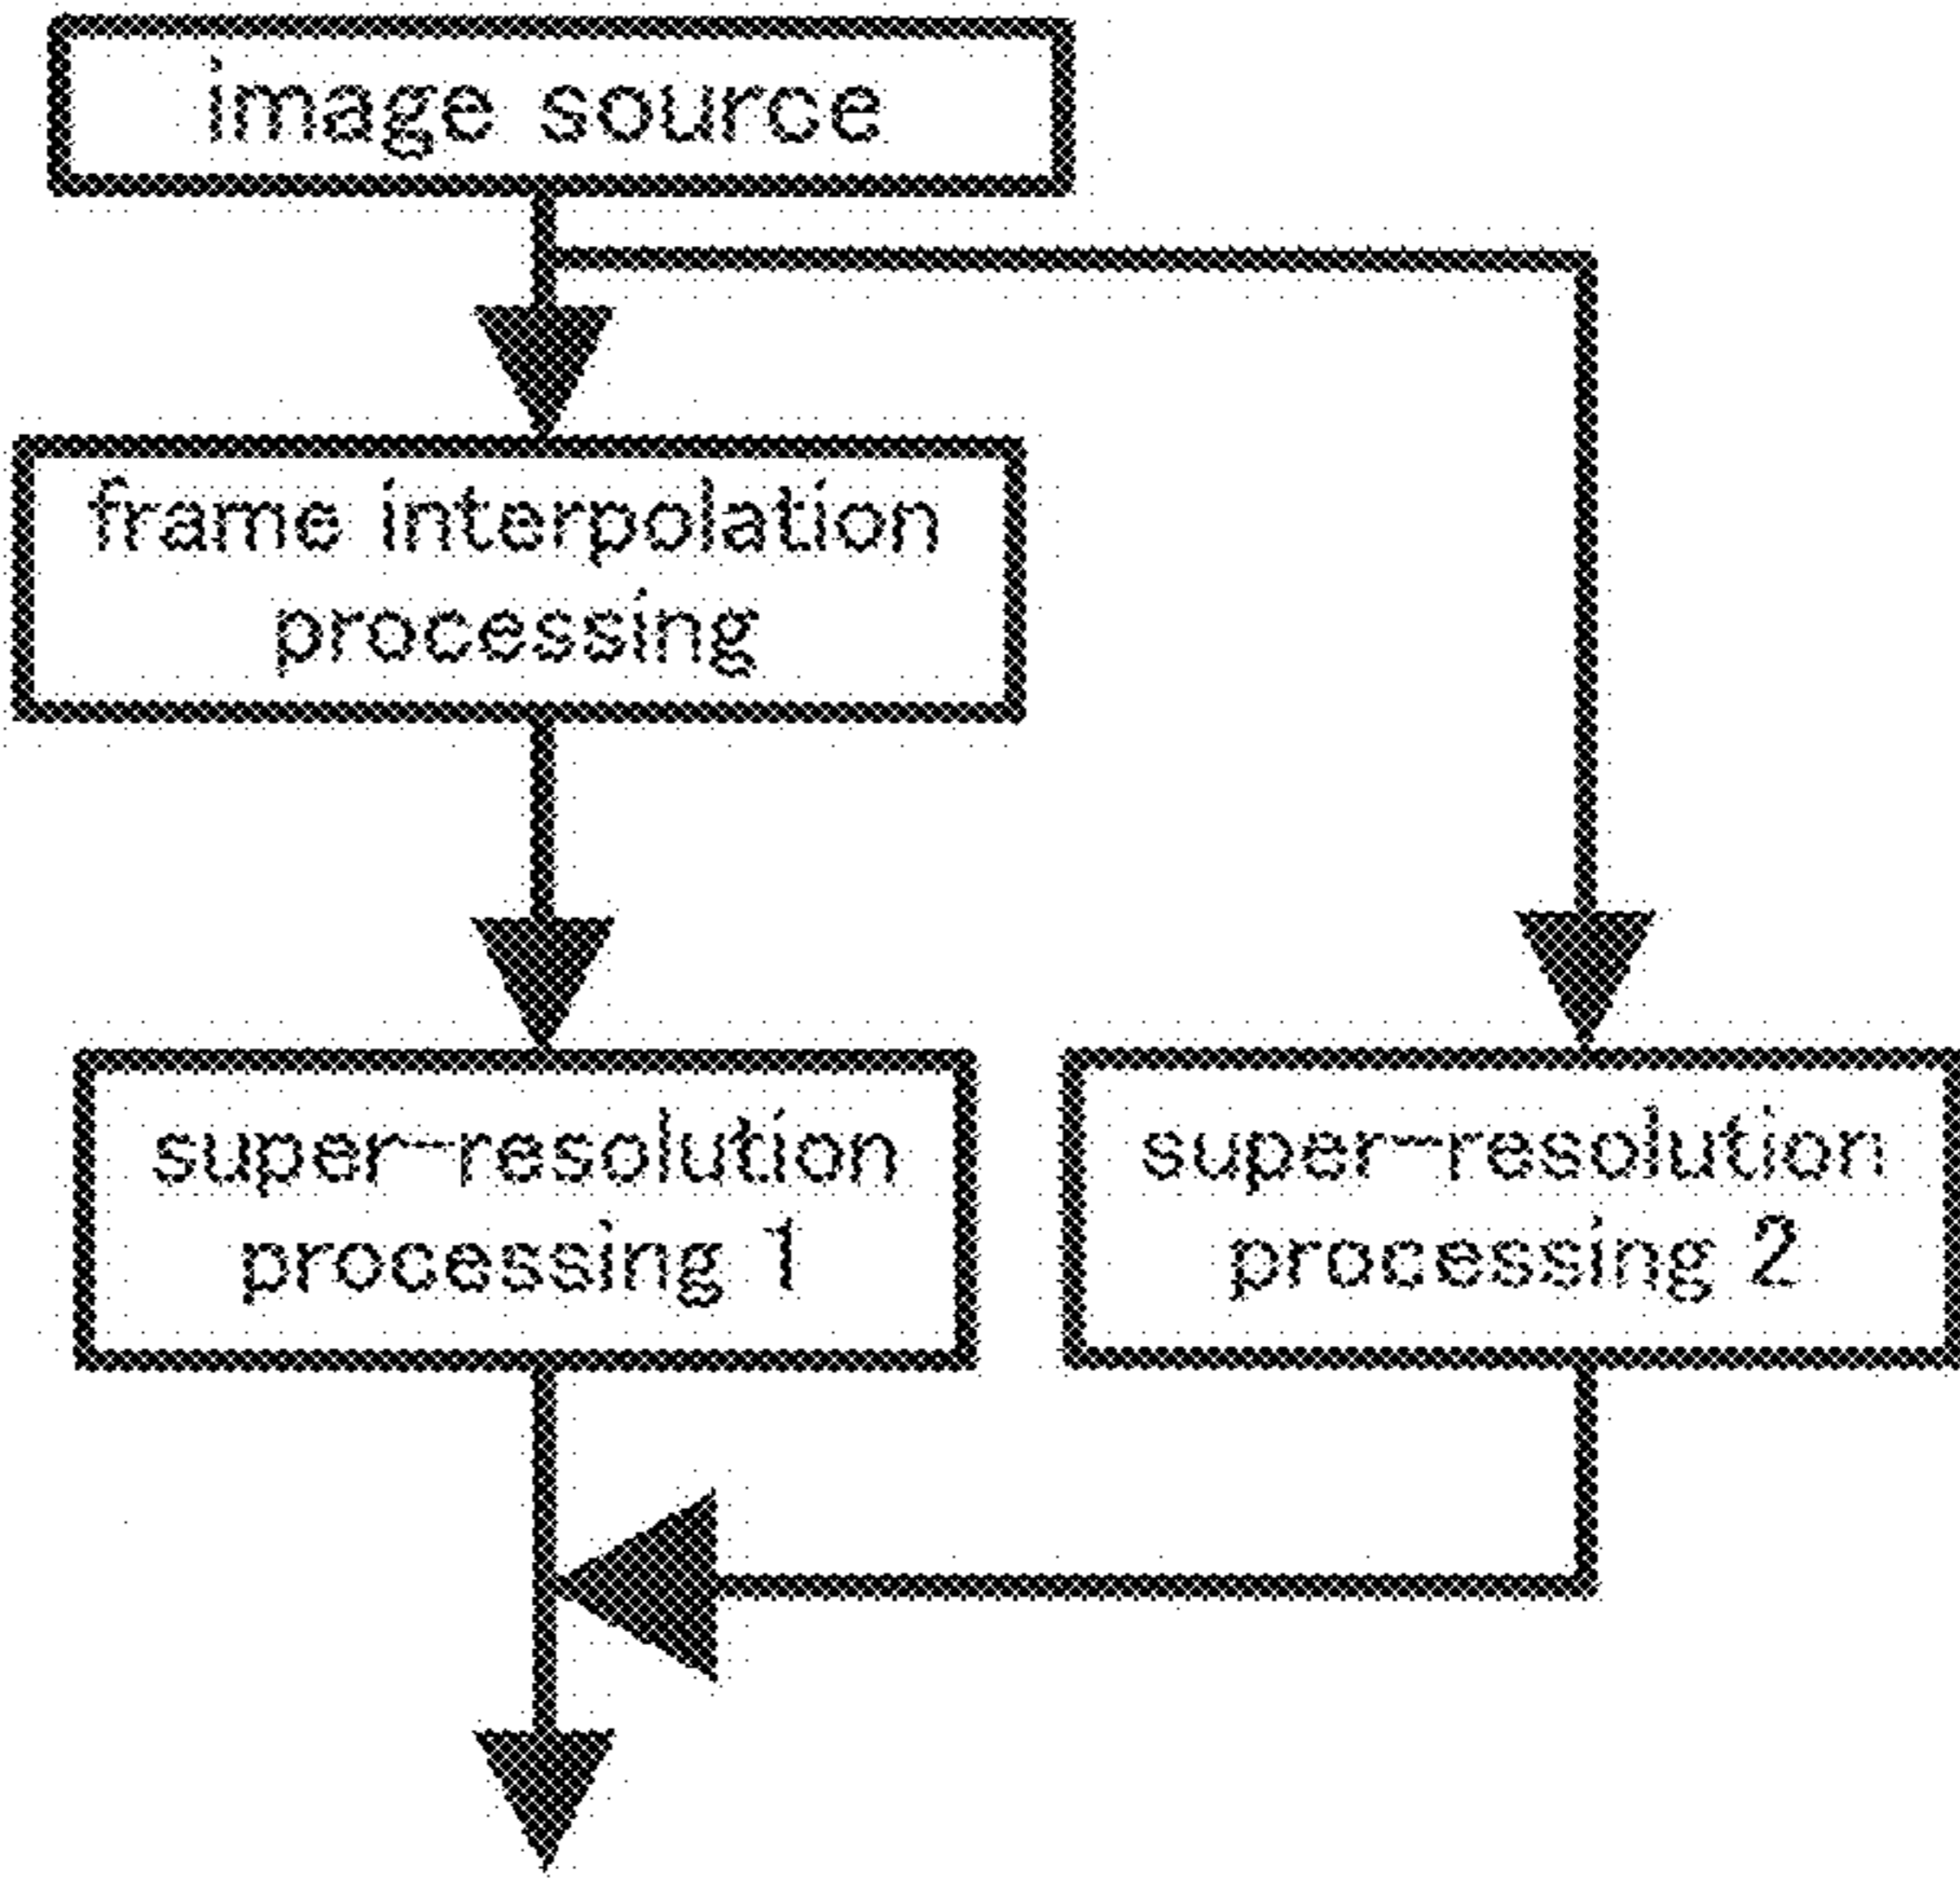 image source
frame interpolation
processing
super-resolution
processing 1
super-resolution
processing 2